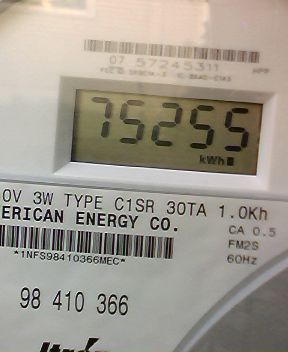 07 57245311
75255
kWh
0V 3W TYPE C1SR 30TA 1.0Kh
ERICAN ENERGY CO.
CA 0.5
FM2S
60Hz
*1NFS98410366MEC*
98 410 366
Itron